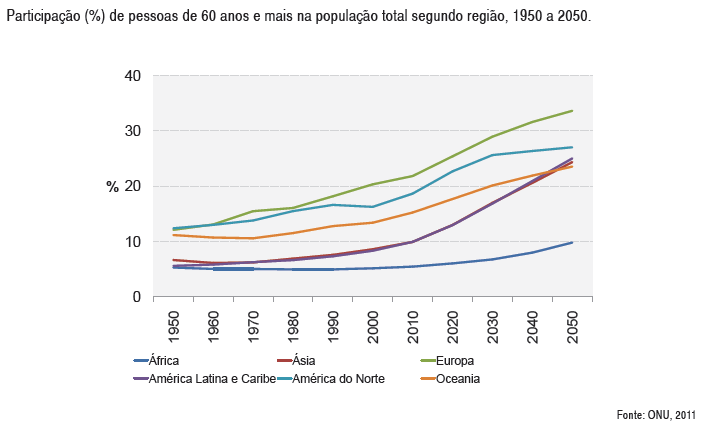 Participação (%) de pessoas de 60 anos e mais na população total segundo região, 1950 a 2050.
40
30
%
20
10
0
1950 1960 1970 1980 1990 2000 2010 2020 2030 2040 2050
África Ásia Europa
América Latina e Caribe América do Norte Oceania
Fonte: ONU, 2011